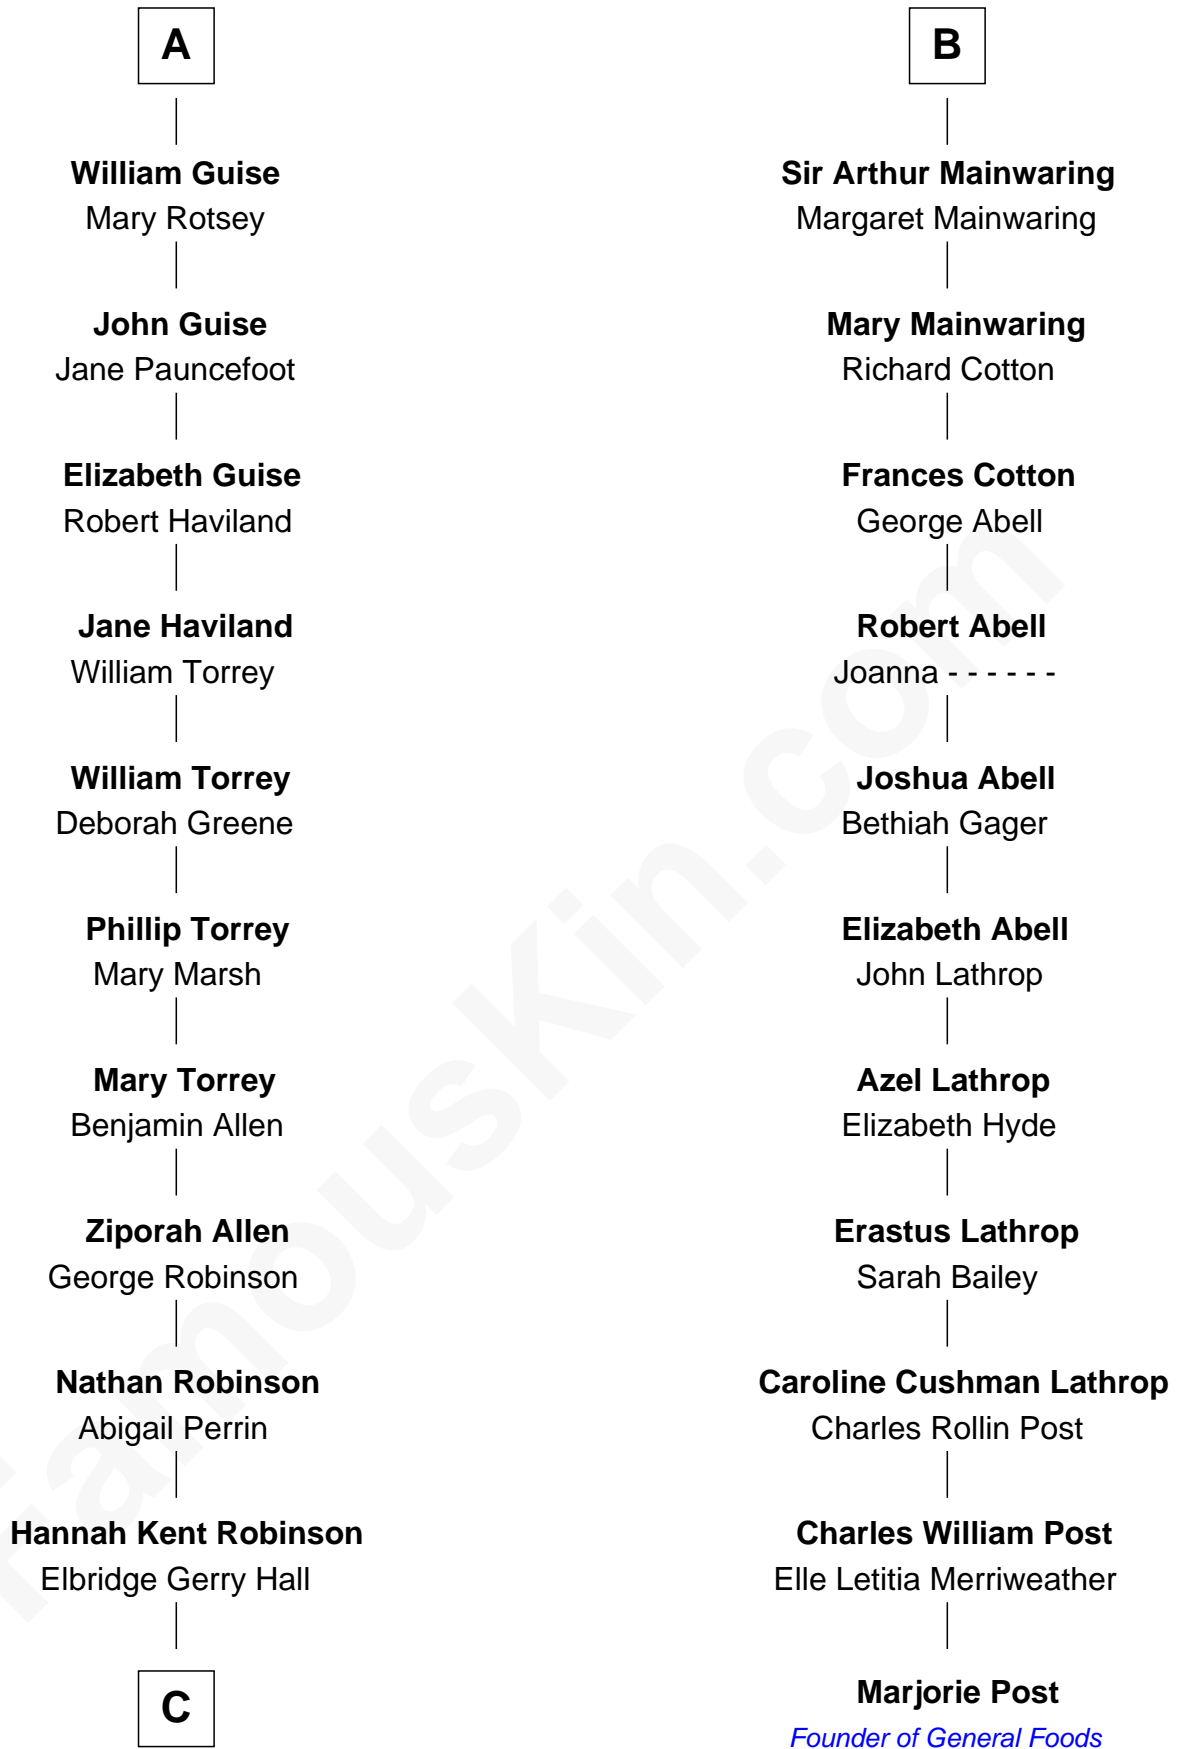 A
William Guise
Mary Rotsey
John Guise
Jane Pauncefoot
Elizabeth Guise
Robert Haviland
Jane Haviland
William Torrey
William Torrey
Deborah Greene
Phillip Torrey
Mary Marsh
Mary Torrey
Benjamin Allen
Ziporah Allen
George Robinson
Nathan Robinson
Abigail Perrin
Hannah Kent Robinson
Elbridge Gerry Hall
C
B
Sir Arthur Mainwaring
Margaret Mainwaring
Mary Mainwaring
Richard Cotton
Frances Cotton
George Abell
Robert Abell
Joanna - - - - - -
Joshua Abell
Bethiah Gager
Elizabeth Abell
John Lathrop
Azel Lathrop
Elizabeth Hyde
Erastus Lathrop
Sarah Bailey
Caroline Cushman Lathrop
Charles Rollin Post
Charles William Post
Elle Letitia Merriweather
Marjorie Post
Founder of General Foods
FamousKin.com